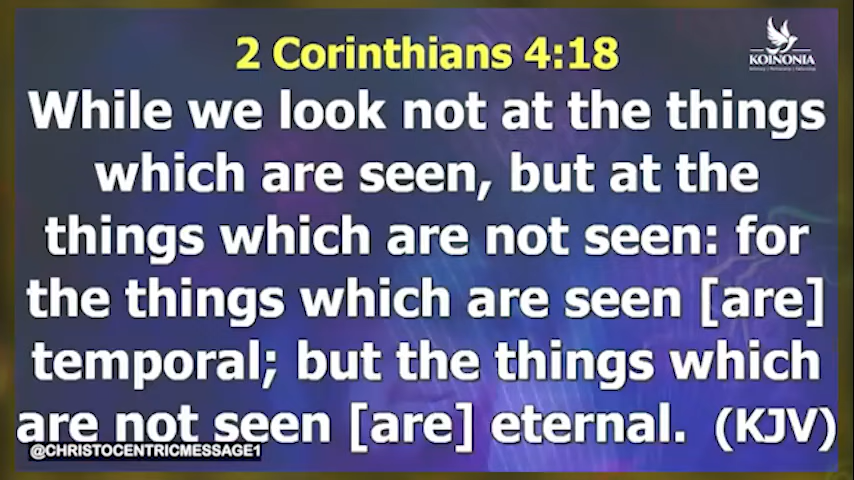 2 Corinthians 4:18
KOINONIA
While we look not at the things
which are seen, but at the
things which are not seen: for
the things which are seen [are]
temporal; but the things which
are not seen [are] eternal. (KJV)
@CHRISTOCENTRICMESSAGE1